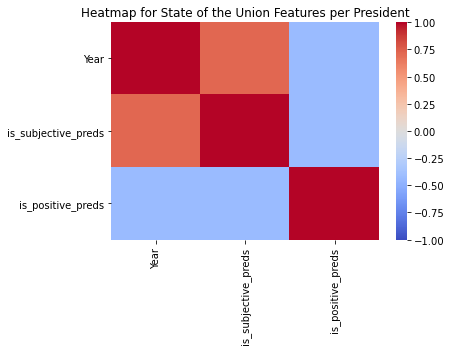 Heatmap for State of the Union Features per President
Year
is_subjective_preds
is_positive_preds
Year
is_subjective_preds
is_positive_preds
1.00
0.75
0.50
0.25
0.00
−0.25
−0.50
−0.75
−1.00